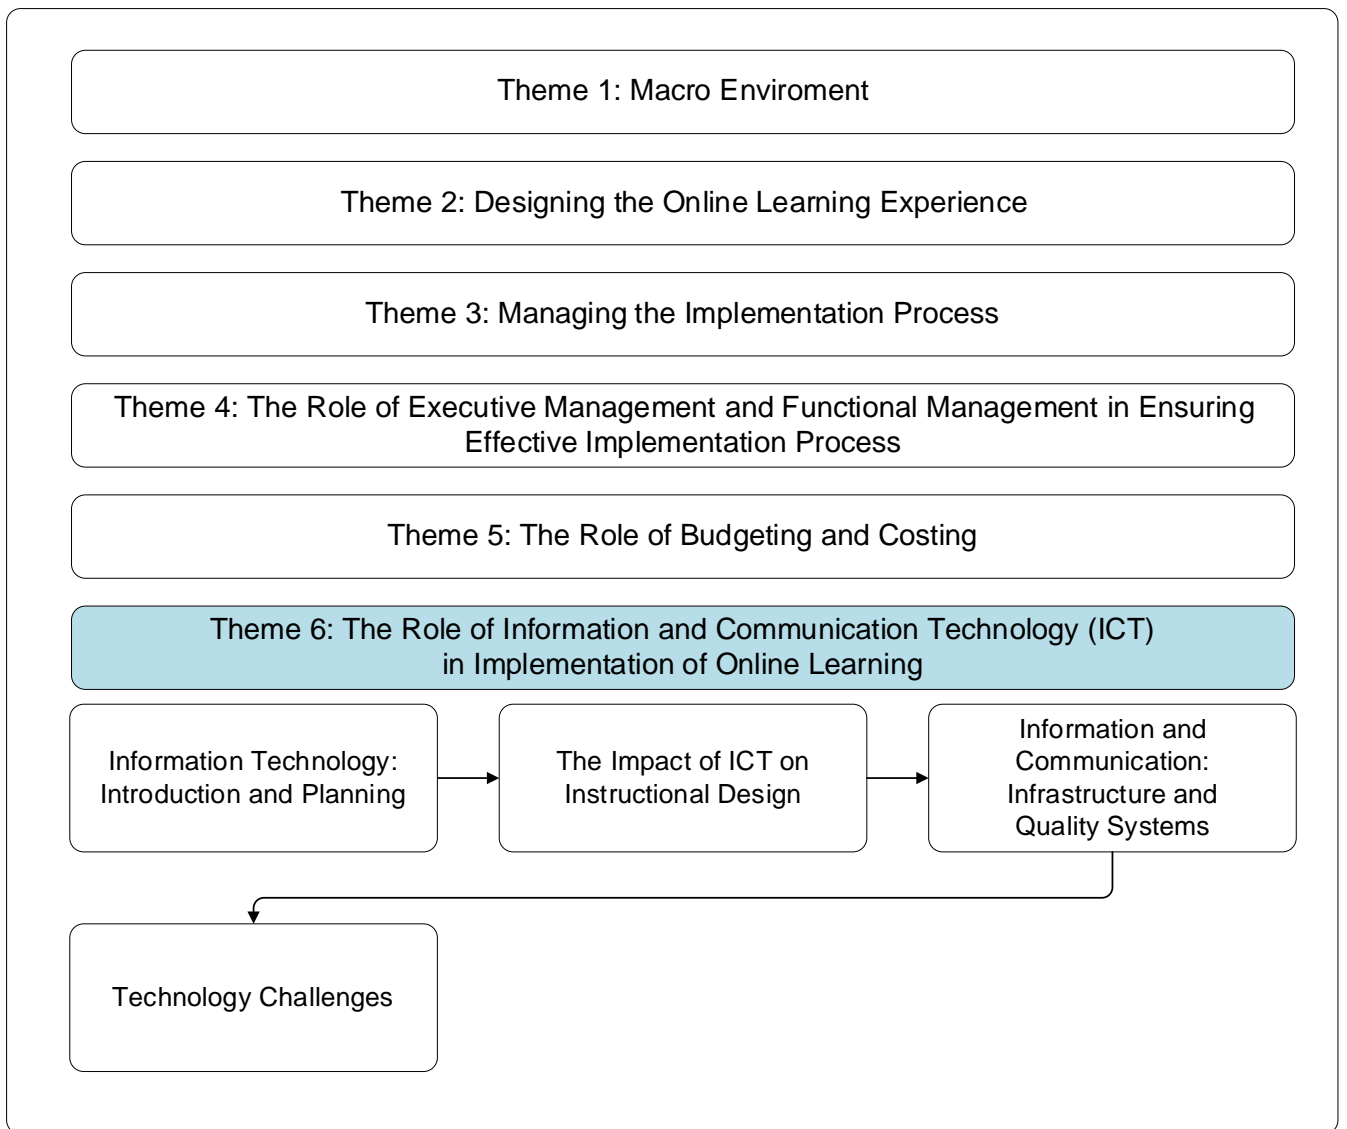 Theme 1: Macro Enviroment
Theme 2: Designing the Online Learning Experience
Theme 3: Managing the Implementation Process
Theme 4: The Role of Executive Management and Functional Management in Ensuring
Effective Implementation Process
Theme 5: The Role of Budgeting and Costing
Theme 6: The Role of Information and Communication Technology (ICT)
in Implementation of Online Learning
Information Technology:
Introduction and Planning
The Impact of ICT on
Instructional Design
Information and
Communication:
Infrastructure and
Quality Systems
Technology Challenges